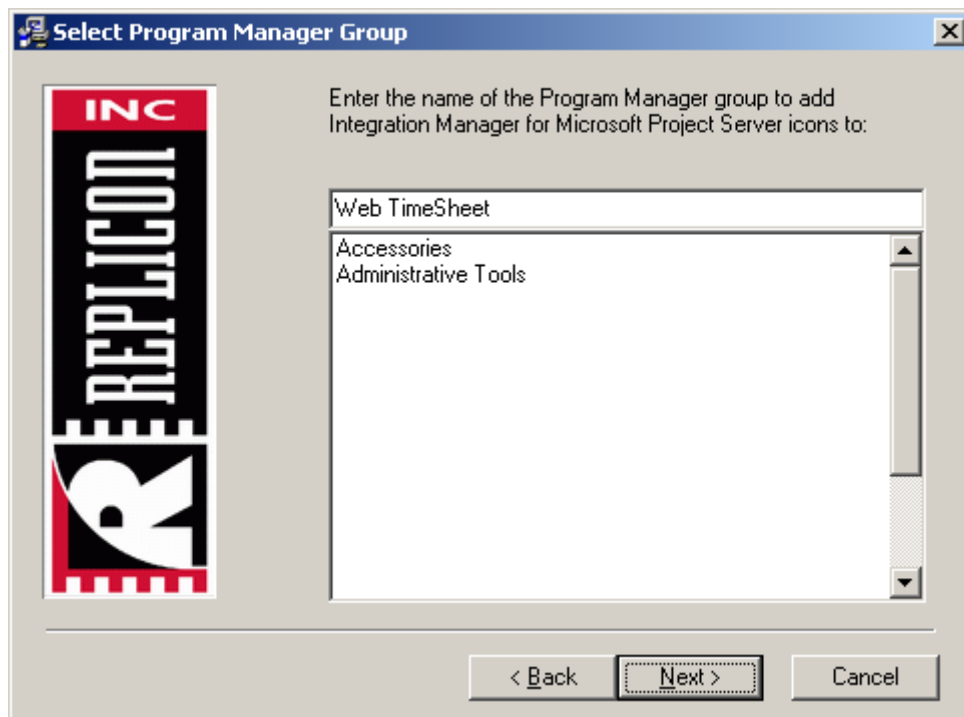 Select Program Manager Group
INC
REPLICON
R
Enter the name of the Program Manager group to add
Integration Manager for Microsoft Project Server icons to:
Web TimeSheet
Accessories
Administrative Tools
< Back
Next >
Cancel